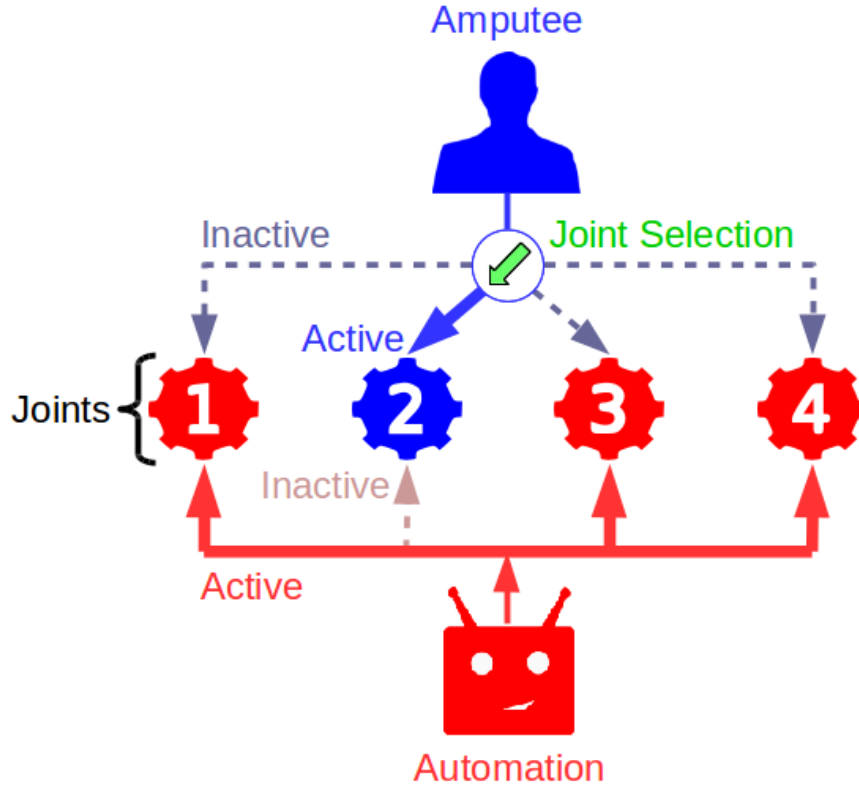 Amputee
Inactive
Joint Selection
Active
Joints
1
2
3
4
Inactive
Active
Automation